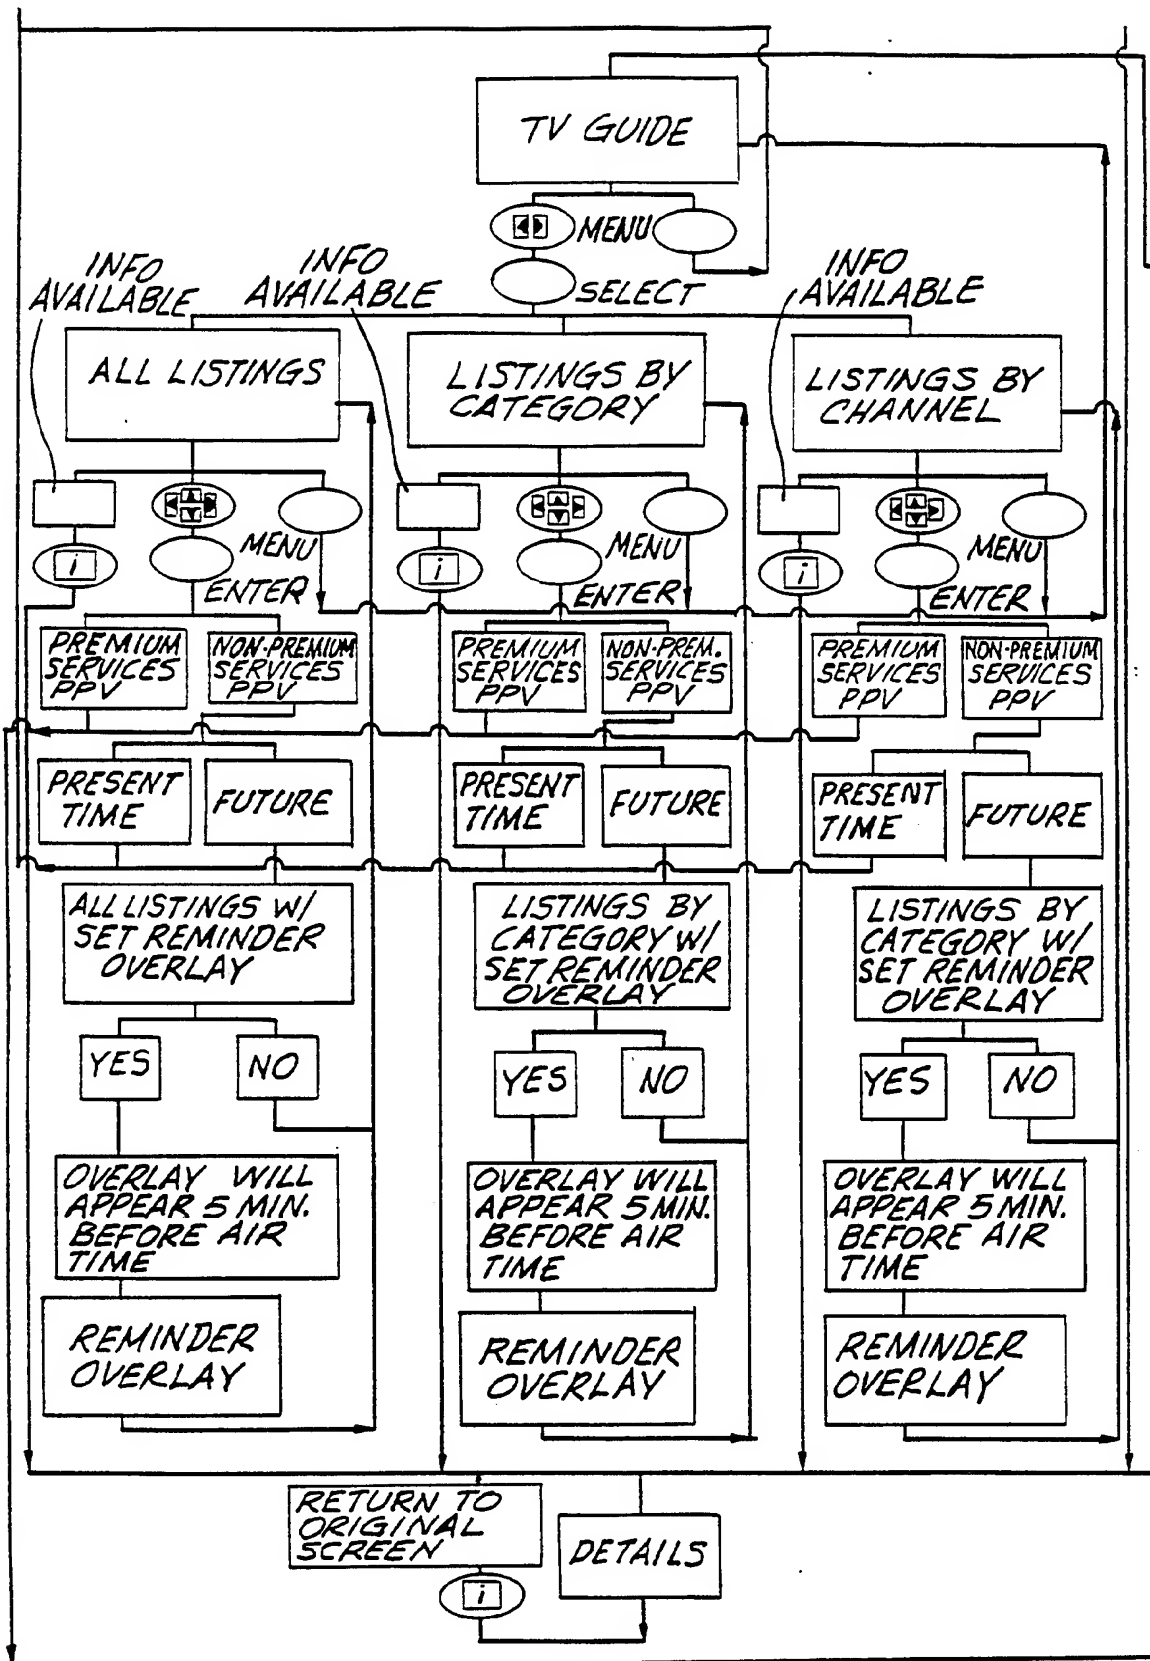 TV GUIDE
MENU
SELECT
INFO
AVAILABLE
INFO
AVAILABLE
INFO
AVAILABLE
ALL LISTINGS
LISTINGS BY
CATEGORY
LISTINGS BY
CHANNEL
i
MENU
ENTER
i
MENU
ENTER
i
MENU
ENTER
PREMIUM
SERVICES
PPV
NON-PREMIUM
SERVICES
PPV
PREMIUM
SERVICES
PPV
NON-PREM.
SERVICES
PPV
PREMIUM
SERVICES
PPV
NON-PREMIUM
SERVICES
PPV
PRESENT
TIME
FUTURE
PRESENT
TIME
FUTURE
PRESENT
TIME
FUTURE
ALL LISTINGS W/
SET REMINDER
OVERLAY
LISTINGS BY
CATEGORY W/
SET REMINDER
OVERLAY
LISTINGS BY
CATEGORY W/
SET REMINDER
OVERLAY
YES
NO
YES
NO
YES
NO
OVERLAY WILL
APPEAR 5 MIN.
BEFORE AIR
TIME
OVERLAY WILL
APPEAR 5 MIN.
BEFORE AIR
TIME
OVERLAY WILL
APPEAR 5 MIN.
BEFORE AIR
TIME
REMINDER
OVERLAY
REMINDER
OVERLAY
REMINDER
OVERLAY
RETURN TO
ORIGINAL
SCREEN
DETAILS
i